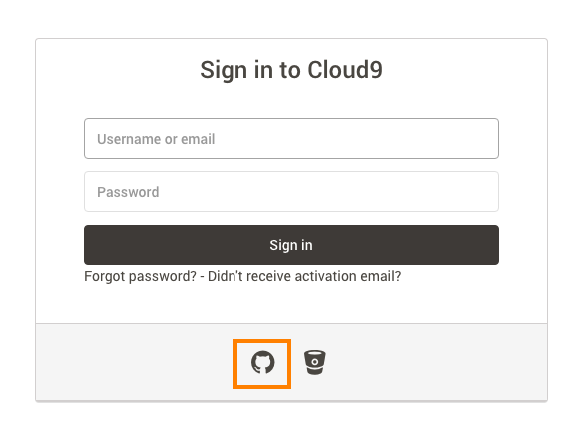 Sign in to Cloud9
Username or email
Password
Sign in
Forgot password? - Didn't receive activation email?